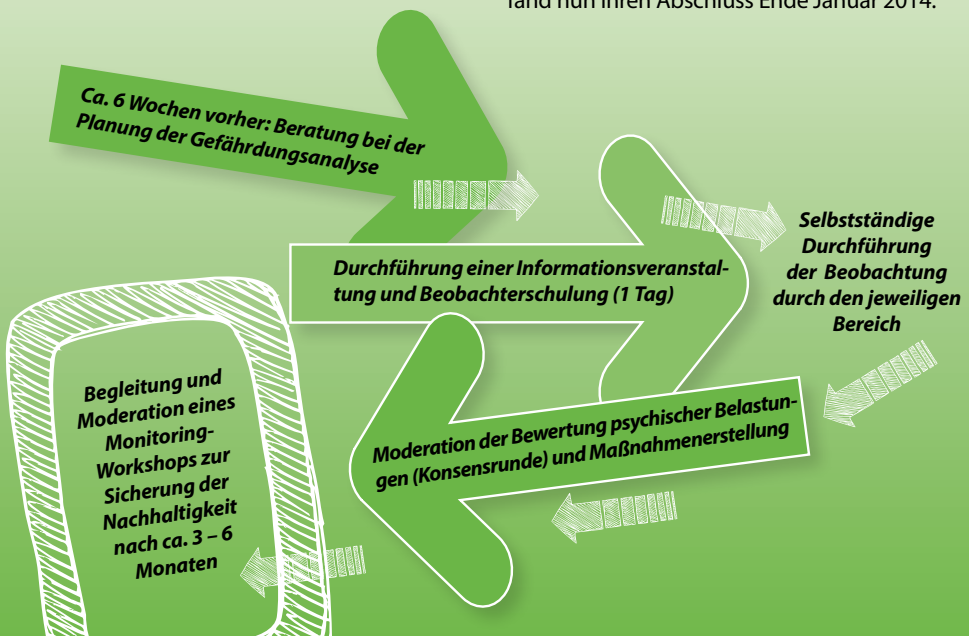 fand nun ihren Abschluss Ende Januar 2014.
Ca. 6 Wochen vorher: Beratung bei der
Planung der Gefährdungsanalyse
Durchführung einer Informationsveranstal-
tung und Beobachterschulung (1 Tag)
Selbstständige
Durchführung
der Beobachtung
durch den jeweiligen
Bereich
Moderation der Bewertung psychischer Belastun-
gen (Konsensrunde) und Maßnahmenerstellung
Begleitung und
Moderation eines
Monitoring-
Workshops zur
Sicherung der
Nachhaltigkeit
nach ca. 3 – 6
Monaten